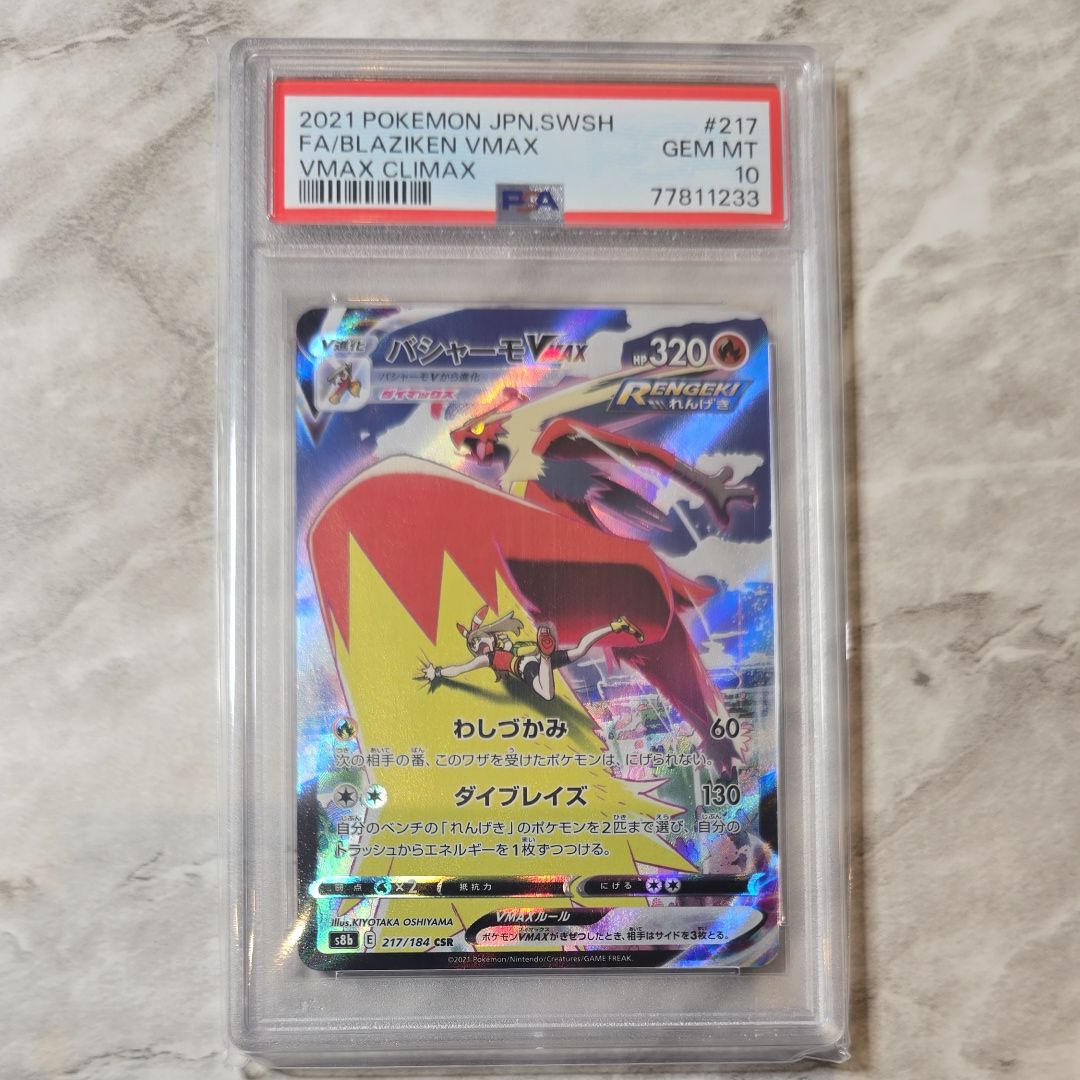 2021 POKEMON JPN.SWSH #217
FA/BLAZIKEN VMAX GEM MT
VMAX CLIMAX 10
PSA 77811233
V進化 バシャーモVMAX HP320
バシャーモVから進化
ダイマックス
RENGEKI
れんげき
わしづかみ 60
次の相手の番、このワザを受けたポケモンは、にげられない。
ダイブレイズ 130
自分のベンチの「れんげき」のポケモンを2匹まで選び、自分の
トラッシュからエネルギーを1枚ずつつける。
弱点 ×2 抵抗力 にげる
illus.KIYOTAKA OSHIYAMA
VMAXルール
ポケモンVMAXがきぜつしたとき、相手はサイドを3枚とる。
s8b E 217/184 CSR
©2021 Pokémon/Nintendo/Creatures/GAME FREAK.